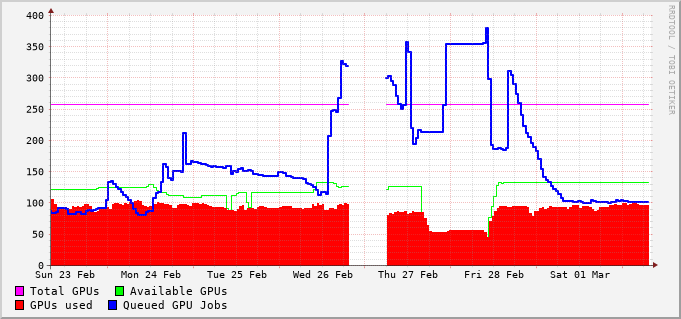 400
350
300
250
200
150
100
50
0
Sun 23 Feb Mon 24 Feb Tue 25 Feb Wed 26 Feb Thu 27 Feb Fri 28 Feb Sat 01 Mar
Total GPUs Available GPUs
GPUs used Queued GPU Jobs
RRDTOOL / TOBI OETIKER